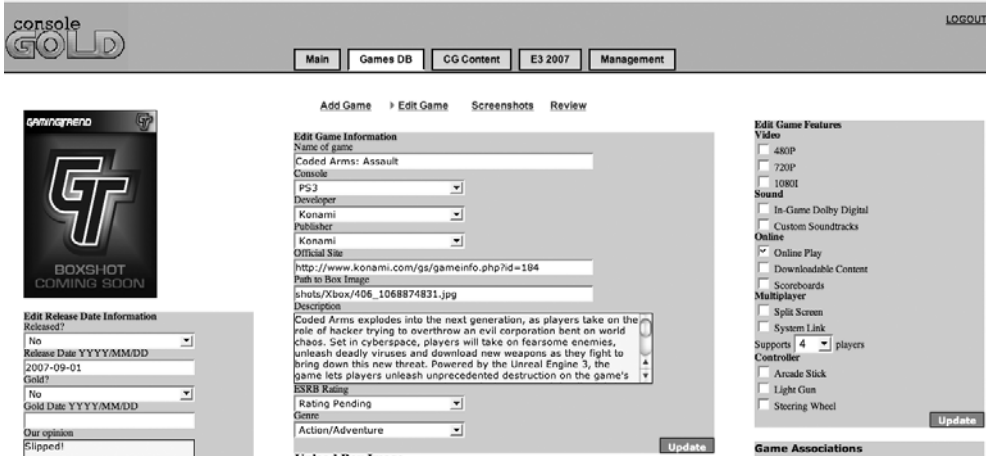 console
GOLD
LOGOUT
Main
Games DB
CG Content
E3 2007
Management
Add Game
Edit Game
Screenshots
Review
GAMINGTREND
GT
GT
BOXSHOT
COMING SOON
Edit Release Date Information
Released?
No
Release Date YYYY/MM/DD
2007-09-01
Gold?
No
Gold Date YYYY/MM/DD
Our opinion
Slipped!
Edit Game Information
Name of game
Coded Arms: Assault
Console
PS3
Developer
Konami
Publisher
Konami
Official Site
http://www.konami.com/gs/gameinfo.php?id=184
Path to Box Image
shots/Xbox/406_1068874831.jpg
Description
Coded Arms explodes into the next generation, as players take on the
role of hacker trying to overthrow an evil corporation bent on world
chaos. Set in cyberspace, players will take on fearsome enemies,
unleash deadly viruses and download new weapons as they fight to
bring down this new threat. Powered by the Unreal Engine 3, the
game lets players unleash unprecedented destruction on the game's
ESRB Rating
Rating Pending
Genre
Action/Adventure
Update
Edit Game Features
Video
480P
720P
1080I
Sound
In-Game Dolby Digital
Custom Soundtracks
Online
Online Play
Downloadable Content
Scoreboards
Multiplayer
Split Screen
System Link
Supports 4 players
Controller
Arcade Stick
Light Gun
Steering Wheel
Update
Game Associations